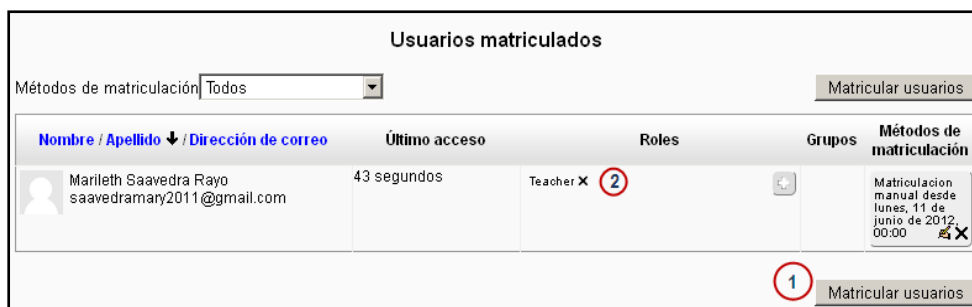 Usuarios matriculados
Métodos de matriculación Todos
Matricular usuarios
Nombre / Apellido ↓ / Dirección de correo
Último acceso
Roles
Grupos
Métodos de
matriculación
Marileth Saavedra Rayo
saavedramary2011@gmail.com
43 segundos
Teacher X
2
Matriculacion
manual desde
lunes, 11 de
junio de 2012,
00:00 X
1
Matricular usuarios